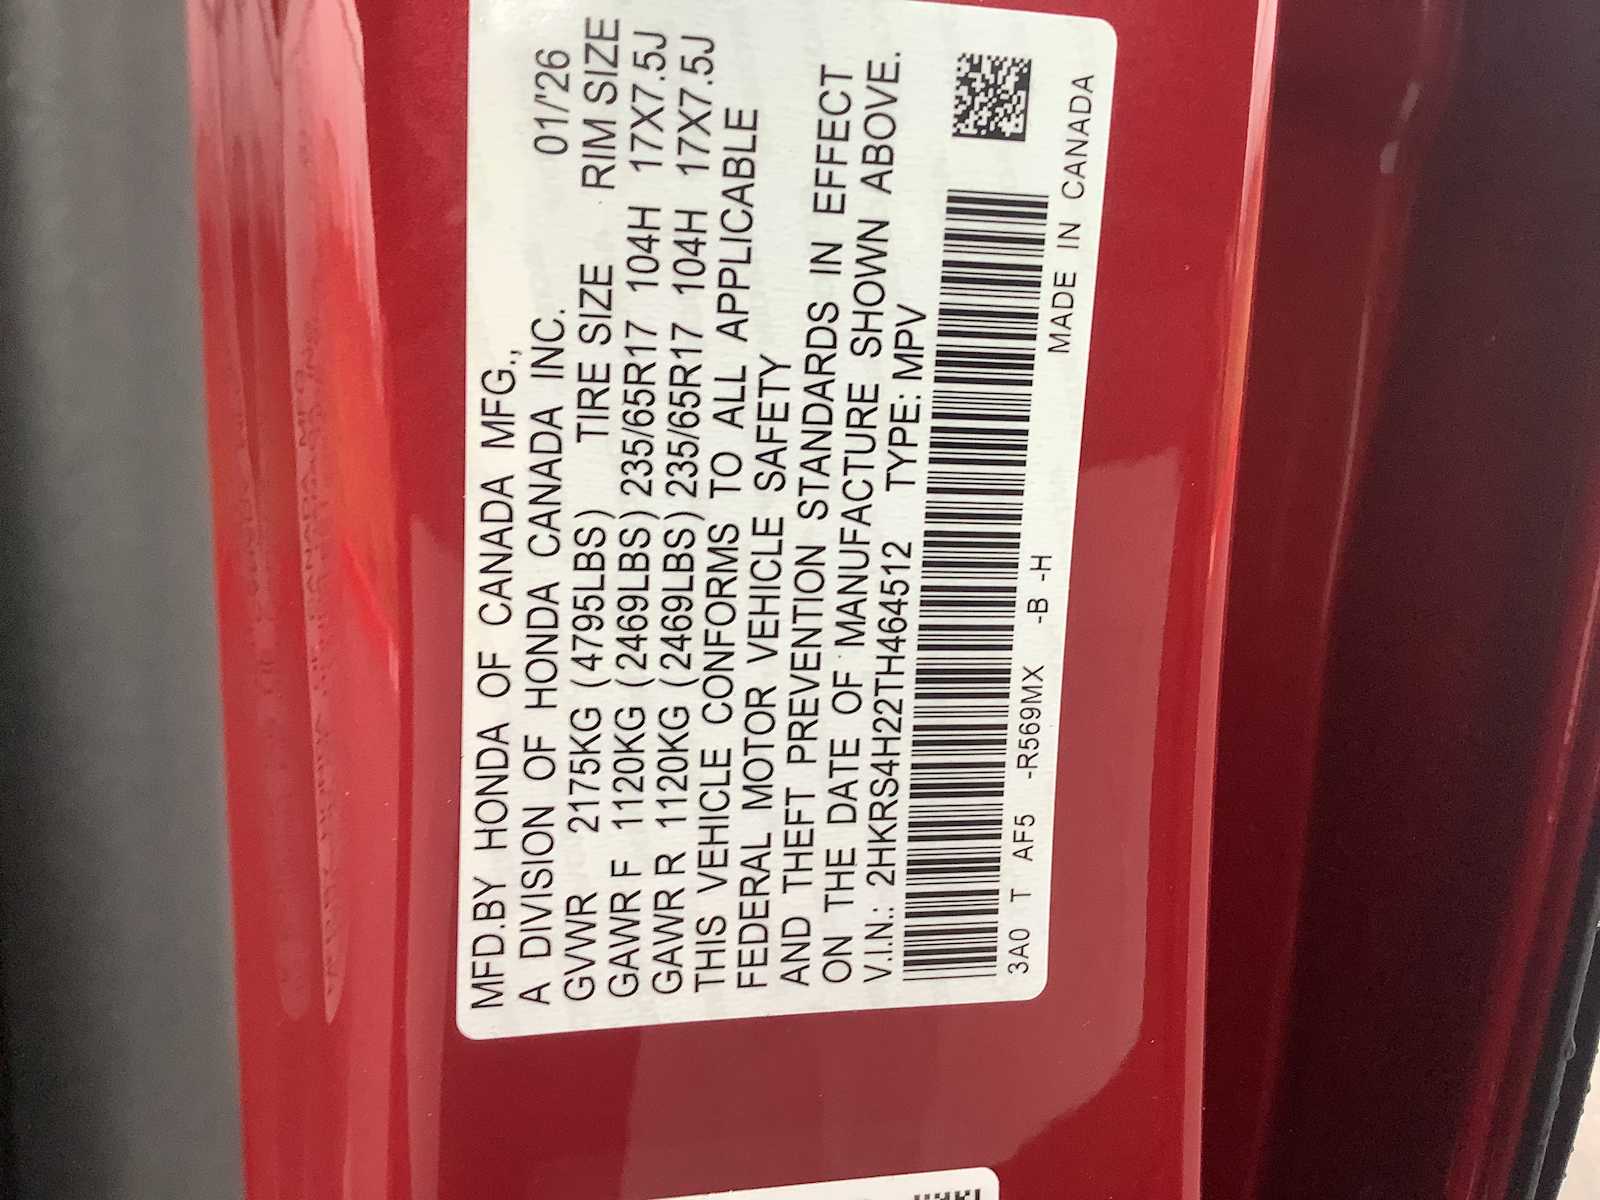 MFD.BY HONDA OF CANADA MFG.,
A DIVISION OF HONDA CANADA INC. 01/'26
GVWR 2175KG (4795LBS) TIRE SIZE RIM SIZE
GAWR F 1120KG (2469LBS) 235/65R17 104H 17X7.5J
GAWR R 1120KG (2469LBS) 235/65R17 104H 17X7.5J
THIS VEHICLE CONFORMS TO ALL APPLICABLE
FEDERAL MOTOR VEHICLE SAFETY
AND THEFT PREVENTION STANDARDS IN EFFECT
ON THE DATE OF MANUFACTURE SHOWN ABOVE.
V.I.N.: 2HKRS4H22TH464512 TYPE: MPV
3A0 T AF5 -R569MX -B -H MADE IN CANADA